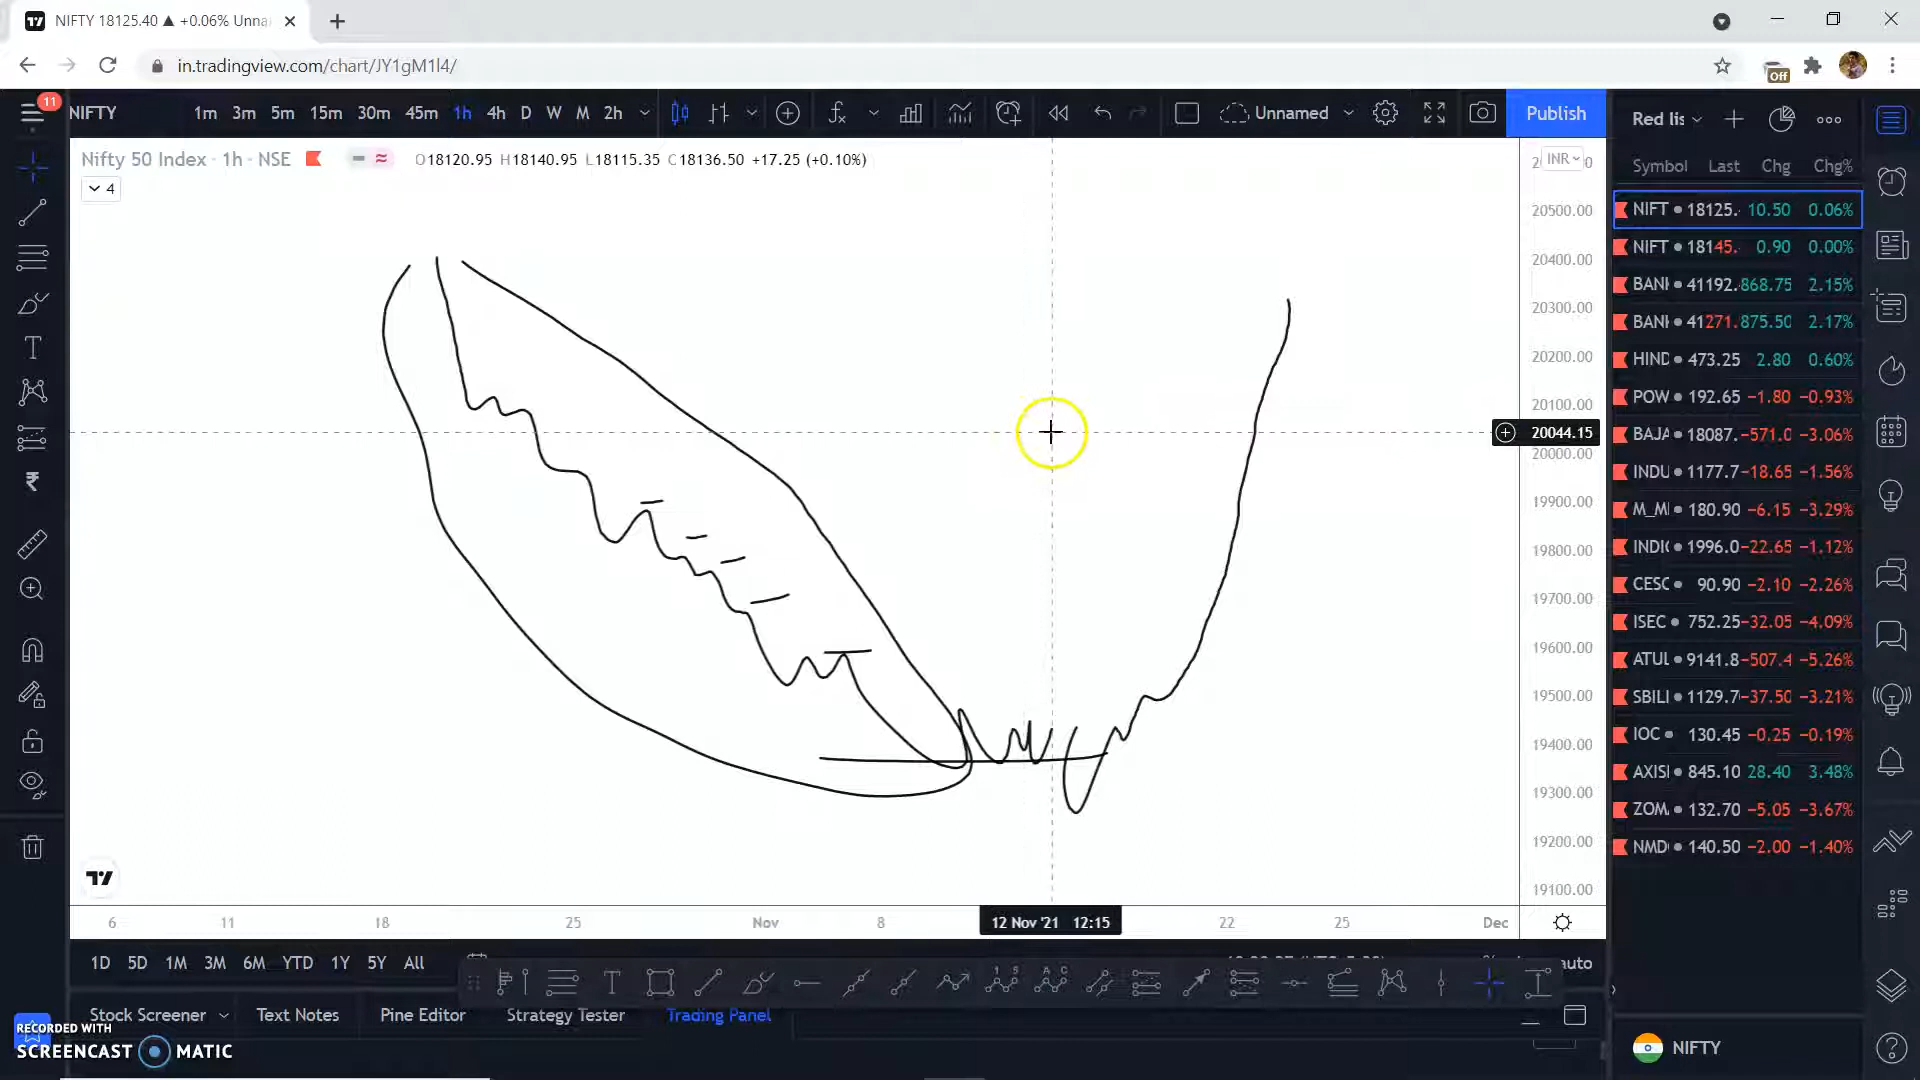 NIFTY 18125.40 ▲ +0.06% Unna
in.tradingview.com/chart/JY1gM1l4/
Off
11
NIFTY 1m 3m 5m 15m 30m 45m 1h 4h D W M 2h Unnamed Publish
Red lis
Nifty 50 Index · 1h · NSE O18120.95 H18140.95 L18115.35 C18136.50 +17.25 (+0.10%)
INR
4
Symbol Last Chg Chg%
NIFT 18125. 10.50 0.06%
NIFT 18145. 0.90 0.00%
BANK 41192. 868.75 2.15%
BANK 41271. 875.50 2.17%
HIND 473.25 2.80 0.60%
POW 192.65 −1.80 −0.93%
BAJA 18087. −571.0 −3.06%
INDU 1177.7 −18.65 −1.56%
M_M 180.90 −6.15 −3.29%
INDI 1996.0 −22.65 −1.12%
CESC 90.90 −2.10 −2.26%
ISEC 752.25 −32.05 −4.09%
ATUL 9141.8 −507.4 −5.26%
SBILI 1129.7 −37.50 −3.21%
IOC 130.45 −0.25 −0.19%
AXISI 845.10 28.40 3.48%
ZOM 132.70 −5.05 −3.67%
NMD 140.50 −2.00 −1.40%
20500.00
20400.00
20300.00
20200.00
20100.00
20044.15
20000.00
19900.00
19800.00
19700.00
19600.00
19500.00
19400.00
19300.00
19200.00
19100.00
6 11 18 25 Nov 8 12 Nov '21 12:15 22 25 Dec
1D 5D 1M 3M 6M YTD 1Y 5Y All auto
Stock Screener Text Notes Pine Editor Strategy Tester Trading Panel
RECORDED WITH
SCREENCAST MATIC
NIFTY